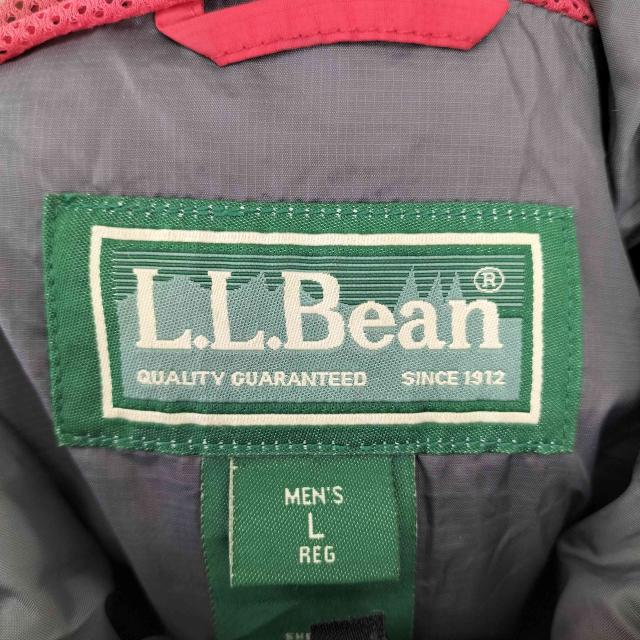 L.L.Bean®
QUALITY GUARANTEED SINCE 1912
MEN'S
L
REG